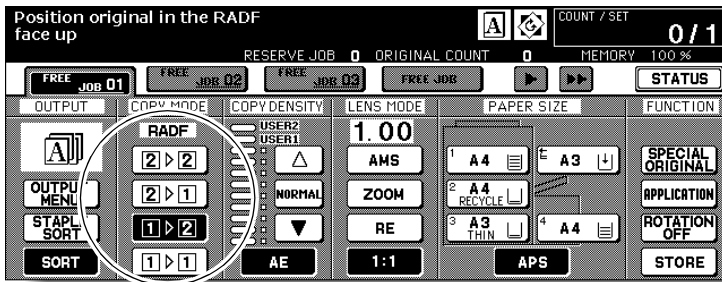 Position original in the RADF
face up
A
COUNT / SET
0 / 1
RESERVE JOB 0 ORIGINAL COUNT 0 MEMORY 100 %
FREE JOB 01
FREE JOB 02
FREE JOB 03
FREE JOB
STATUS
OUTPUT COPY MODE COPY DENSITY LENS MODE PAPER SIZE FUNCTION
A
OUTPUT
MENU
STAPLE
SORT
SORT
RADF
2 ▷ 2
2 ▷ 1
1 ▷ 2
1 ▷ 1
USER2
USER1
NORMAL
AE
1.00
AMS
ZOOM
RE
1:1
1 A4
A3
2 A4
RECYCLE
3 A3
THIN
4 A4
APS
SPECIAL
ORIGINAL
APPLICATION
ROTATION
OFF
STORE